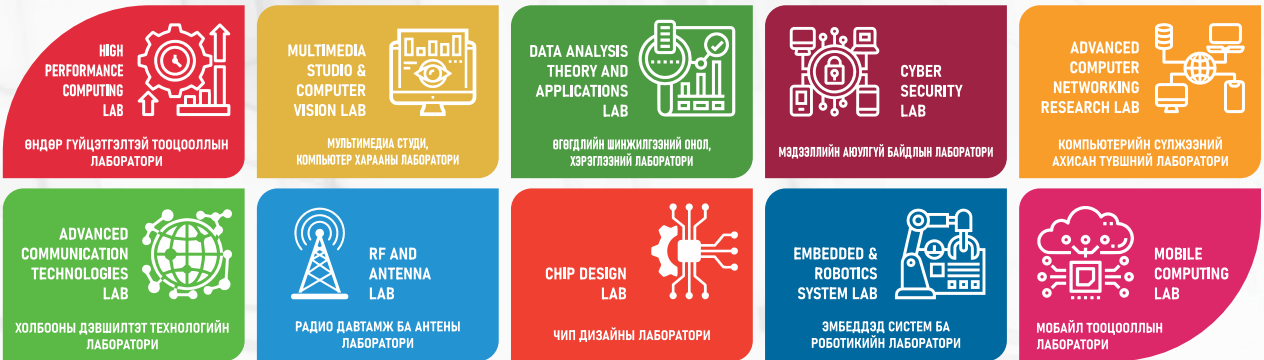 HIGH
PERFORMANCE
COMPUTING
LAB
ӨНДӨР ГҮЙЦЭТГЭЛТЭЙ ТООЦООЛЛЫН
ЛАБОРАТОРИ
MULTIMEDIA
STUDIO &
COMPUTER
VISION LAB
МУЛЬТИМЕДИА СТУДИ,
КОМПЬЮТЕР ХАРААНЫ ЛАБОРАТОРИ
DATA ANALYSIS
THEORY AND
APPLICATIONS
LAB
ӨГӨГДЛИЙН ШИНЖИЛГЭЭНИЙ ОНОЛ,
ХЭРЭГЛЭЭНИЙ ЛАБОРАТОРИ
CYBER
SECURITY
LAB
МЭДЭЭЛЛИЙН АЮУЛГҮЙ БАЙДЛЫН ЛАБОРАТОРИ
ADVANCED
COMPUTER
NETWORKING
RESEARCH LAB
КОМПЬЮТЕРИЙН СҮЛЖЭЭНИЙ
АХИСАН ТҮВШНИЙ ЛАБОРАТОРИ
ADVANCED
COMMUNICATION
TECHNOLOGIES
LAB
ХОЛБООНЫ ДЭВШИЛТЭТ ТЕХНОЛОГИЙН
ЛАБОРАТОРИ
RF AND
ANTENNA
LAB
РАДИО ДАВТАМЖ БА АНТЕНЫ
ЛАБОРАТОРИ
CHIP DESIGN
LAB
ЧИП ДИЗАЙНЫ ЛАБОРАТОРИ
EMBEDDED &
ROBOTICS
SYSTEM LAB
ЭМБЕДДЭД СИСТЕМ БА
РОБОТИКИЙН ЛАБОРАТОРИ
MOBILE
COMPUTING
LAB
МОБАЙЛ ТООЦООЛЛЫН
ЛАБОРАТОРИ